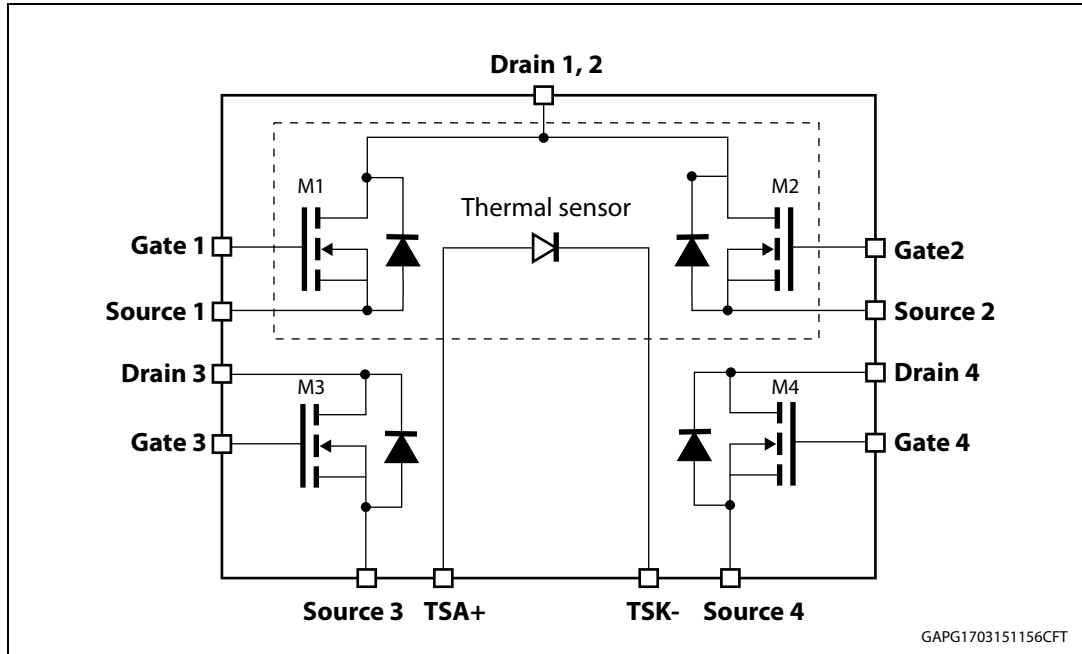 Drain 1, 2
M1
M2
Thermal sensor
Gate 1
Gate2
Source 1
Source 2
Drain 3
Drain 4
M3
M4
Gate 3
Gate 4
Source 3
TSA+
TSK-
Source 4
GAPG1703151156CFT